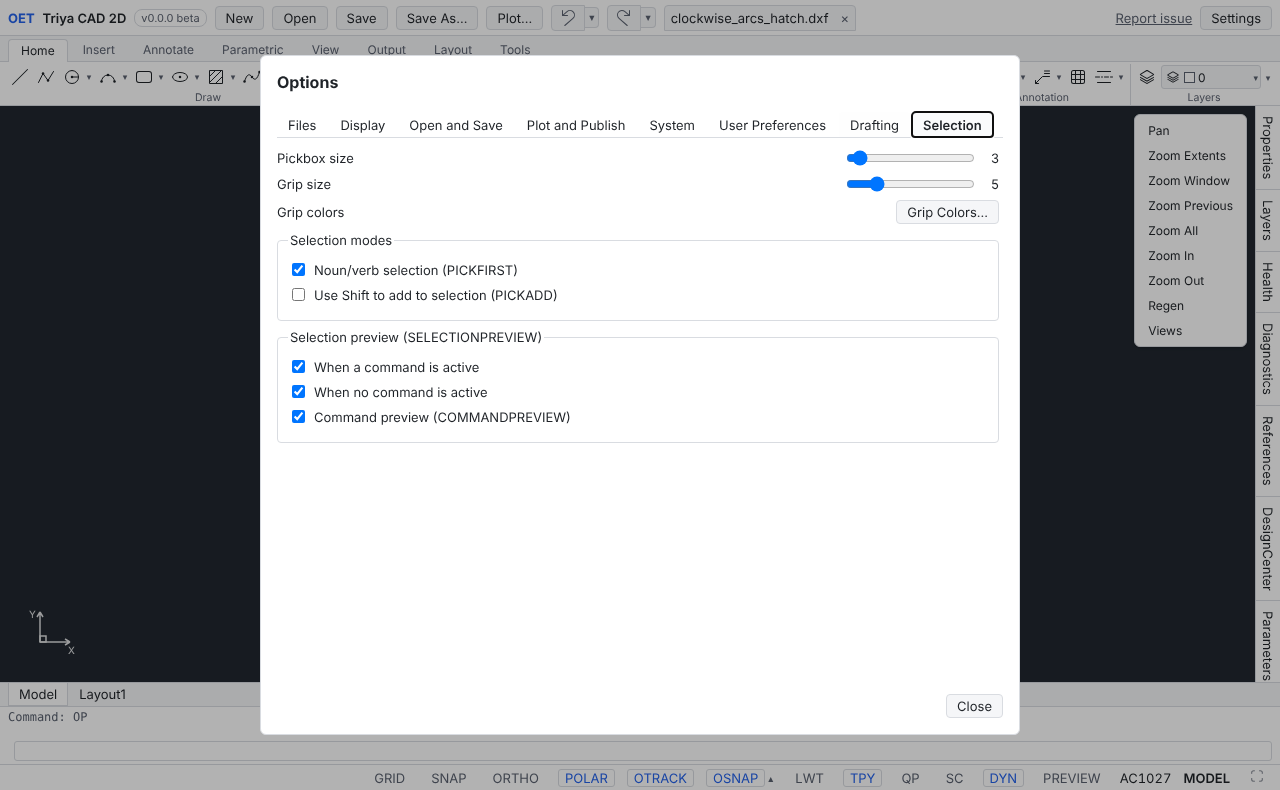 OET Triya CAD 2D v0.0.0 beta New Open Save Save As... Plot... clockwise_arcs_hatch.dxf × Report issue Settings
Home Insert Annotate Parametric View Output Layout Tools
0
Draw
Layers
Options
Files Display Open and Save Plot and Publish System User Preferences Drafting Selection
Pickbox size 3
Grip size 5
Grip colors Grip Colors...
Selection modes
Noun/verb selection (PICKFIRST)
Use Shift to add to selection (PICKADD)
Selection preview (SELECTIONPREVIEW)
When a command is active
When no command is active
Command preview (COMMANDPREVIEW)
Close
Pan
Zoom Extents
Zoom Window
Zoom Previous
Zoom All
Zoom In
Zoom Out
Regen
Views
Properties
Layers
Health
Diagnostics
References
DesignCenter
Parameters
Y
X
Model Layout1
Command: OP
GRID SNAP ORTHO POLAR OTRACK OSNAP LWT TPY QP SC DYN PREVIEW AC1027 MODEL